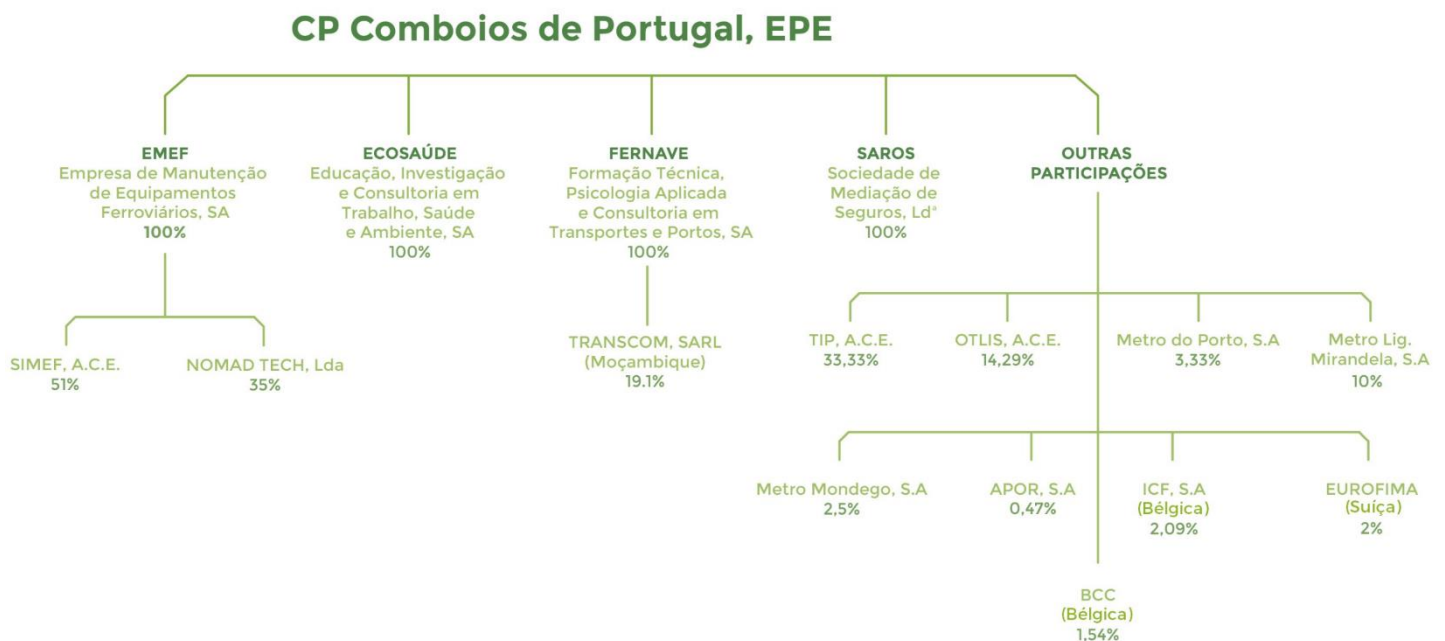 CP Comboios de Portugal, EPE
EMEF
Empresa de Manutenção
de Equipamentos
Ferroviários, SA
100%
ECOSAÚDE
Educação, Investigação
e Consultoria em
Trabalho, Saúde
e Ambiente, SA
100%
FERNAVE
Formação Técnica,
Psicologia Aplicada
e Consultoria em
Transportes e Portos, SA
100%
SAROS
Sociedade de
Mediação de
Seguros, Ldª
100%
OUTRAS
PARTICIPAÇÕES
SIMEF, A.C.E.
51%
NOMAD TECH, Lda
35%
TRANSCOM, SARL
(Moçambique)
19.1%
TIP, A.C.E.
33,33%
OTLIS, A.C.E.
14,29%
Metro do Porto, S.A
3,33%
Metro Lig.
Mirandela, S.A
10%
Metro Mondego, S.A
2,5%
APOR, S.A
0,47%
ICF, S.A
(Bélgica)
2,09%
EUROFIMA
(Suíça)
2%
BCC
(Bélgica)
1,54%